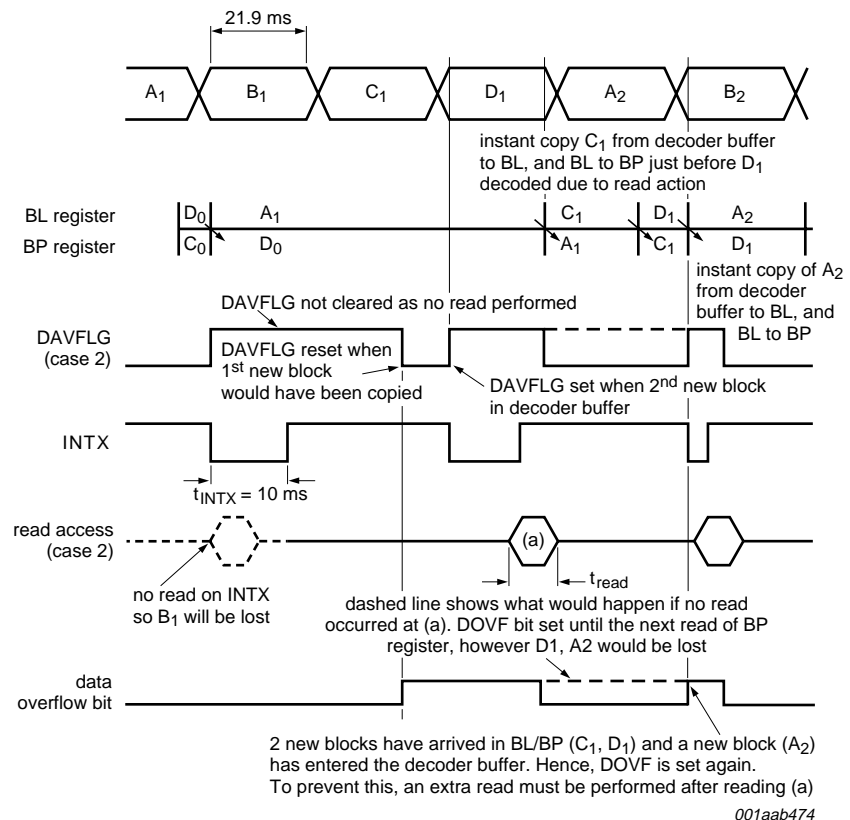 21.9 ms
A1 B1 C1 D1 A2 B2
instant copy C1 from decoder buffer
to BL, and BL to BP just before D1
decoded due to read action
BL register D0 A1 C1 D1 A2
BP register C0 D0 A1 C1 D1
instant copy of A2
from decoder
buffer to BL, and
BL to BP
DAVFLG not cleared as no read performed
DAVFLG
(case 2)
DAVFLG reset when
1st new block
would have been copied
DAVFLG set when 2nd new block
in decoder buffer
INTX
tINTX = 10 ms
read access
(case 2)
(a)
no read on INTX
so B1 will be lost
tread
dashed line shows what would happen if no read
occurred at (a). DOVF bit set until the next read of BP
register, however D1, A2 would be lost
data
overflow bit
2 new blocks have arrived in BL/BP (C1, D1) and a new block (A2)
has entered the decoder buffer. Hence, DOVF is set again.
To prevent this, an extra read must be performed after reading (a)
001aab474